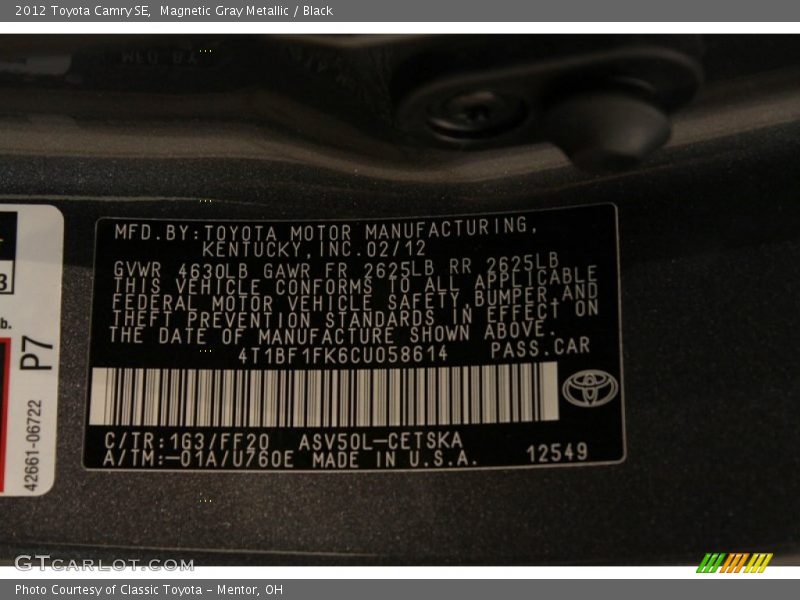 2012 Toyota Camry SE, Magnetic Gray Metallic / Black
MFD.BY:TOYOTA MOTOR MANUFACTURING,
KENTUCKY,INC.02/12
GVWR 4630LB GAWR FR 2625LB RR 2625LB
THIS VEHICLE CONFORMS TO ALL APPLICABLE
FEDERAL MOTOR VEHICLE SAFETY,BUMPER,AND
THEFT PREVENTION STANDARDS IN EFFECT ON
THE DATE OF MANUFACTURE SHOWN ABOVE.
4T1BF1FK6CU058614 PASS.CAR
C/TR:1G3/FF20 ASV50L-CETSKA
A/TM:-01A/U760E MADE IN U.S.A. 12549
3
b.
P7
42661-06722
GTCARLOT.COM
Photo Courtesy of Classic Toyota - Mentor, OH